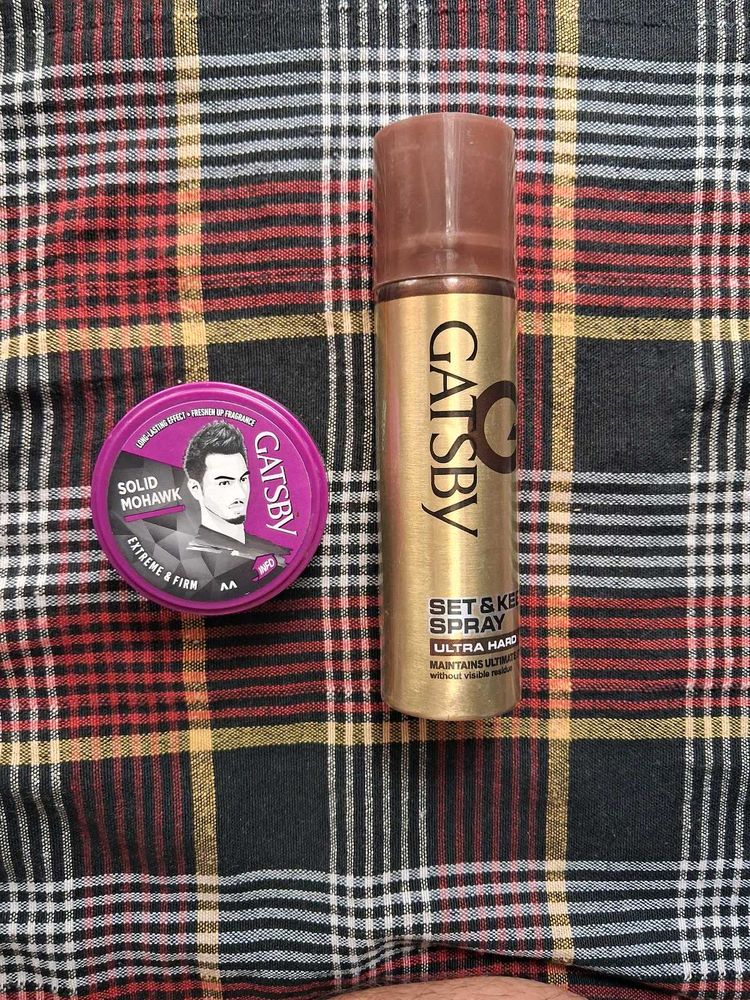 LONG-LASTING EFFECT > FRESHEN UP FRAGRANCE
GATSBY
SOLID
MOHAWK
EXTREME & FIRM
INFO
GATSBY
G
SET & KEE
SPRAY
ULTRA HARD
MAINTAINS ULTIMATE
without visible residue